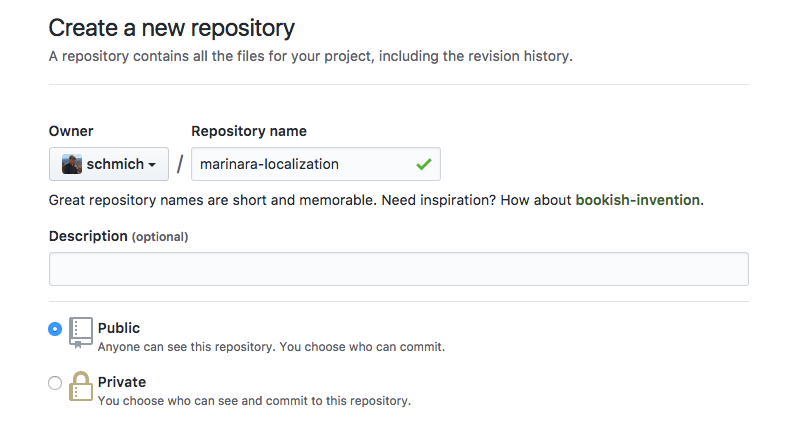 Create a new repository
A repository contains all the files for your project, including the revision history.
Owner Repository name
schmich / marinara-localization
Great repository names are short and memorable. Need inspiration? How about bookish-invention.
Description (optional)
Public
Anyone can see this repository. You choose who can commit.
Private
You choose who can see and commit to this repository.